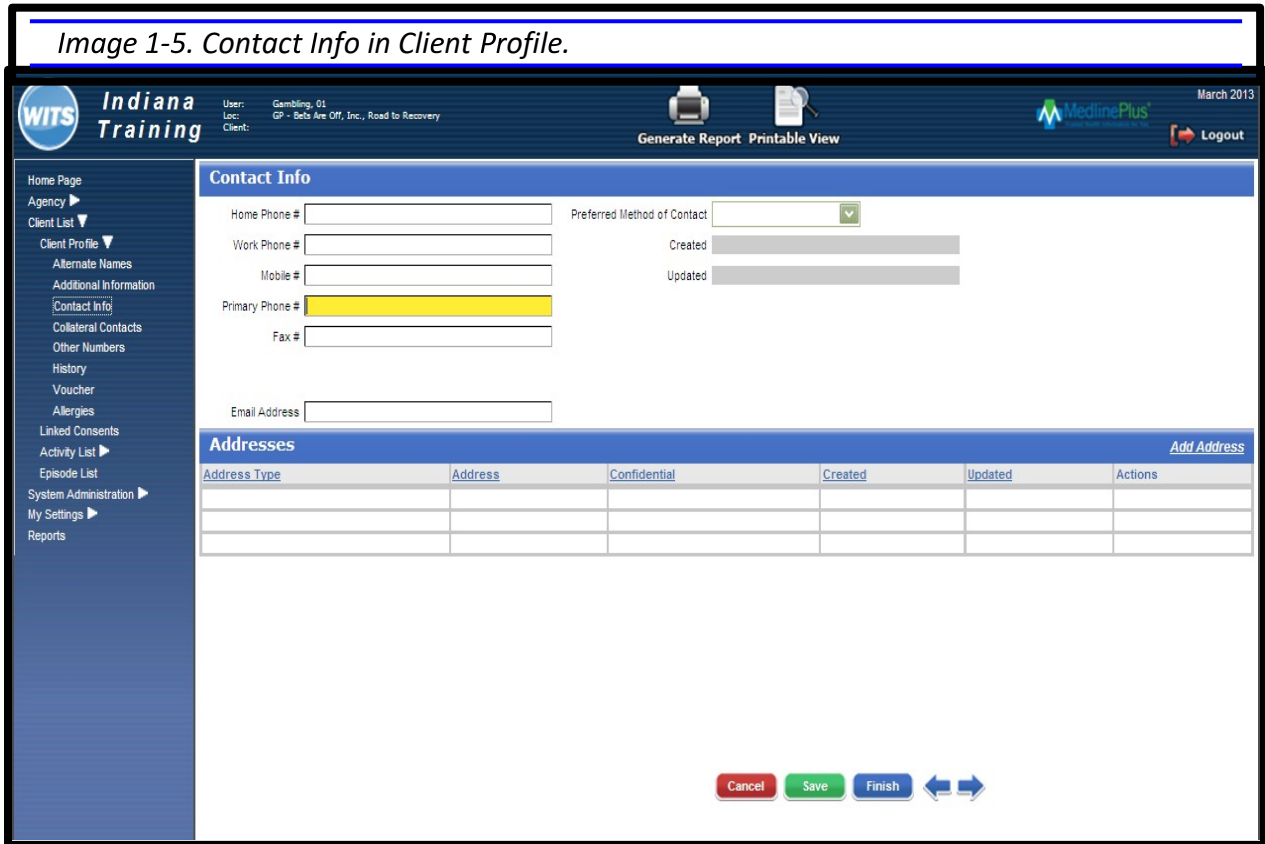 Image 1-5. Contact Info in Client Profile.
WITS
Indiana
Training
User: Gambling, 01
Loc: GP - Bets Are Off, Inc., Road to Recovery
Client:
Generate Report Printable View
MedlinePlus
March 2013
Logout
Home Page
Agency
Client List
Client Profile
Alternate Names
Additional Information
Contact Info
Collateral Contacts
Other Numbers
History
Voucher
Allergies
Linked Consents
Activity List
Episode List
System Administration
My Settings
Reports
Contact Info
Home Phone # Preferred Method of Contact
Work Phone # Created
Mobile # Updated
Primary Phone #
Fax #
Email Address
Addresses Add Address
Address Type Address Confidential Created Updated Actions
Cancel Save Finish